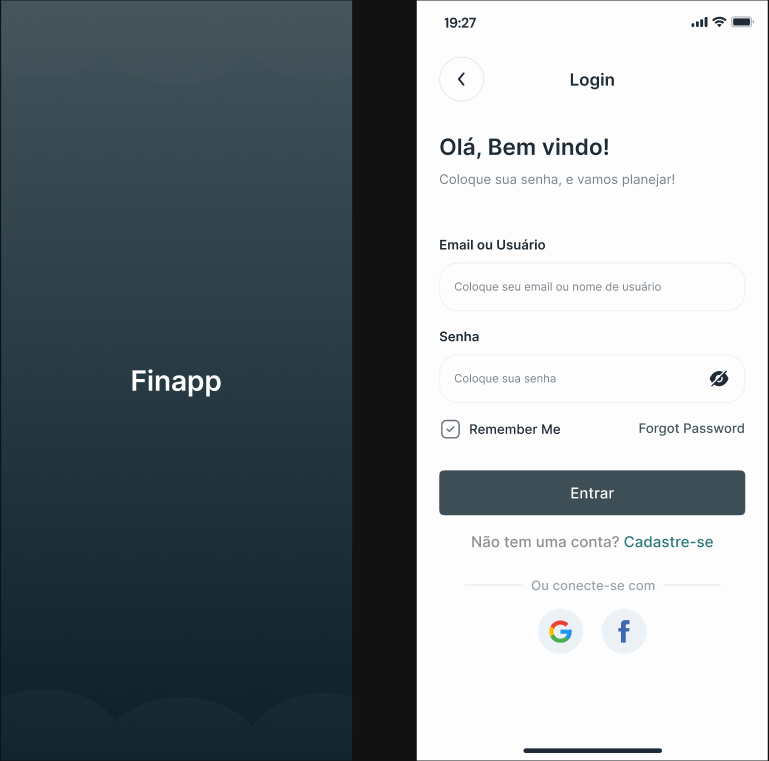 Finapp
19:27
Login
Olá, Bem vindo!
Coloque sua senha, e vamos planejar!
Email ou Usuário
Coloque seu email ou nome de usuário
Senha
Coloque sua senha
Remember Me
Forgot Password
Entrar
Não tem uma conta? Cadastre-se
Ou conecte-se com